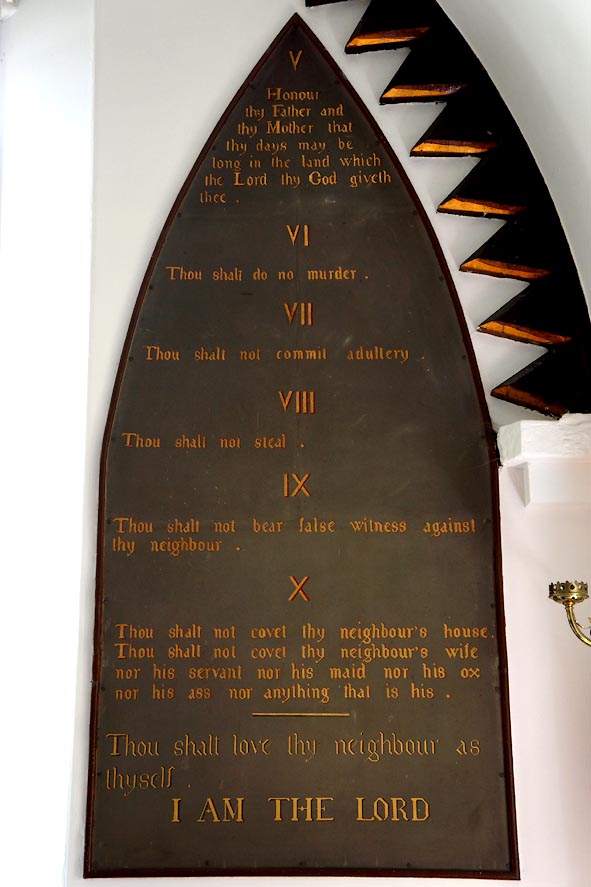 V
Honour
thy Father and
thy Mother that
thy days may be
long in the land which
the Lord thy God giveth
thee .
VI
Thou shalt do no murder .
VII
Thou shalt not commit adultery .
VIII
Thou shalt not steal .
IX
Thou shalt not bear false witness against
thy neighbour .
X
Thou shalt not covet thy neighbour's house.
Thou shalt not covet thy neighbour's wife
nor his servant nor his maid nor his ox
nor his ass nor anything that is his .
Thou shalt love thy neighbour as
thyself .
I AM THE LORD